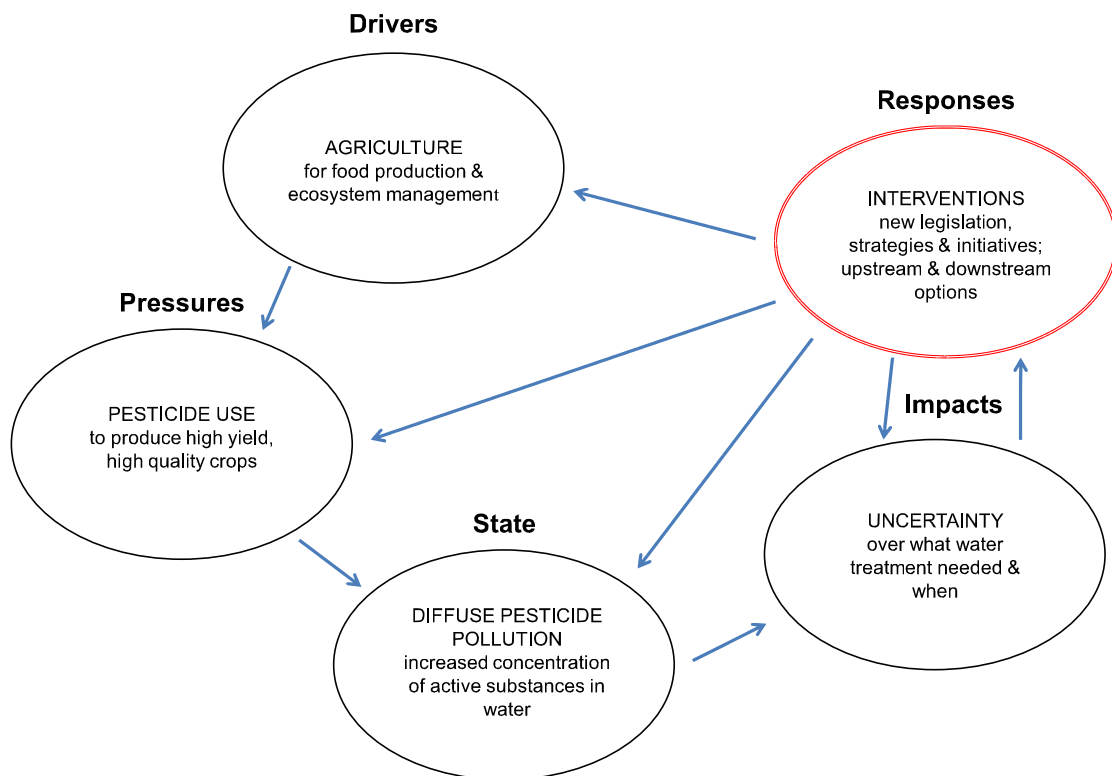 Drivers
AGRICULTURE
for food production &
ecosystem management
Responses
INTERVENTIONS
new legislation,
strategies & initiatives;
upstream & downstream
options
Pressures
PESTICIDE USE
to produce high yield,
high quality crops
Impacts
UNCERTAINTY
over what water
treatment needed &
when
State
DIFFUSE PESTICIDE
POLLUTION
increased concentration
of active substances in
water